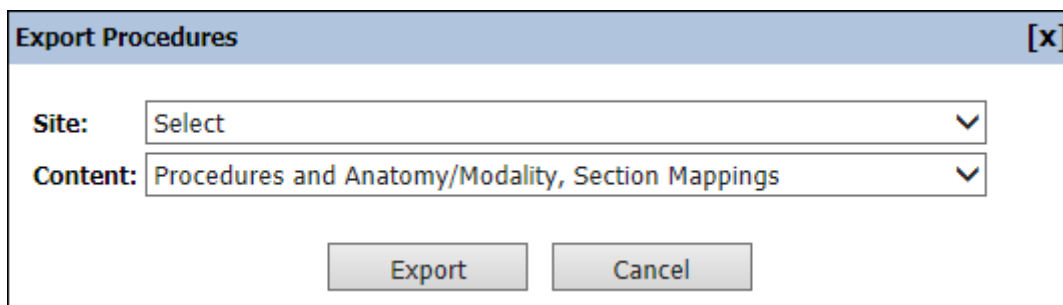 Export Procedures [x]
Site: Select
Content: Procedures and Anatomy/Modality, Section Mappings
Export Cancel